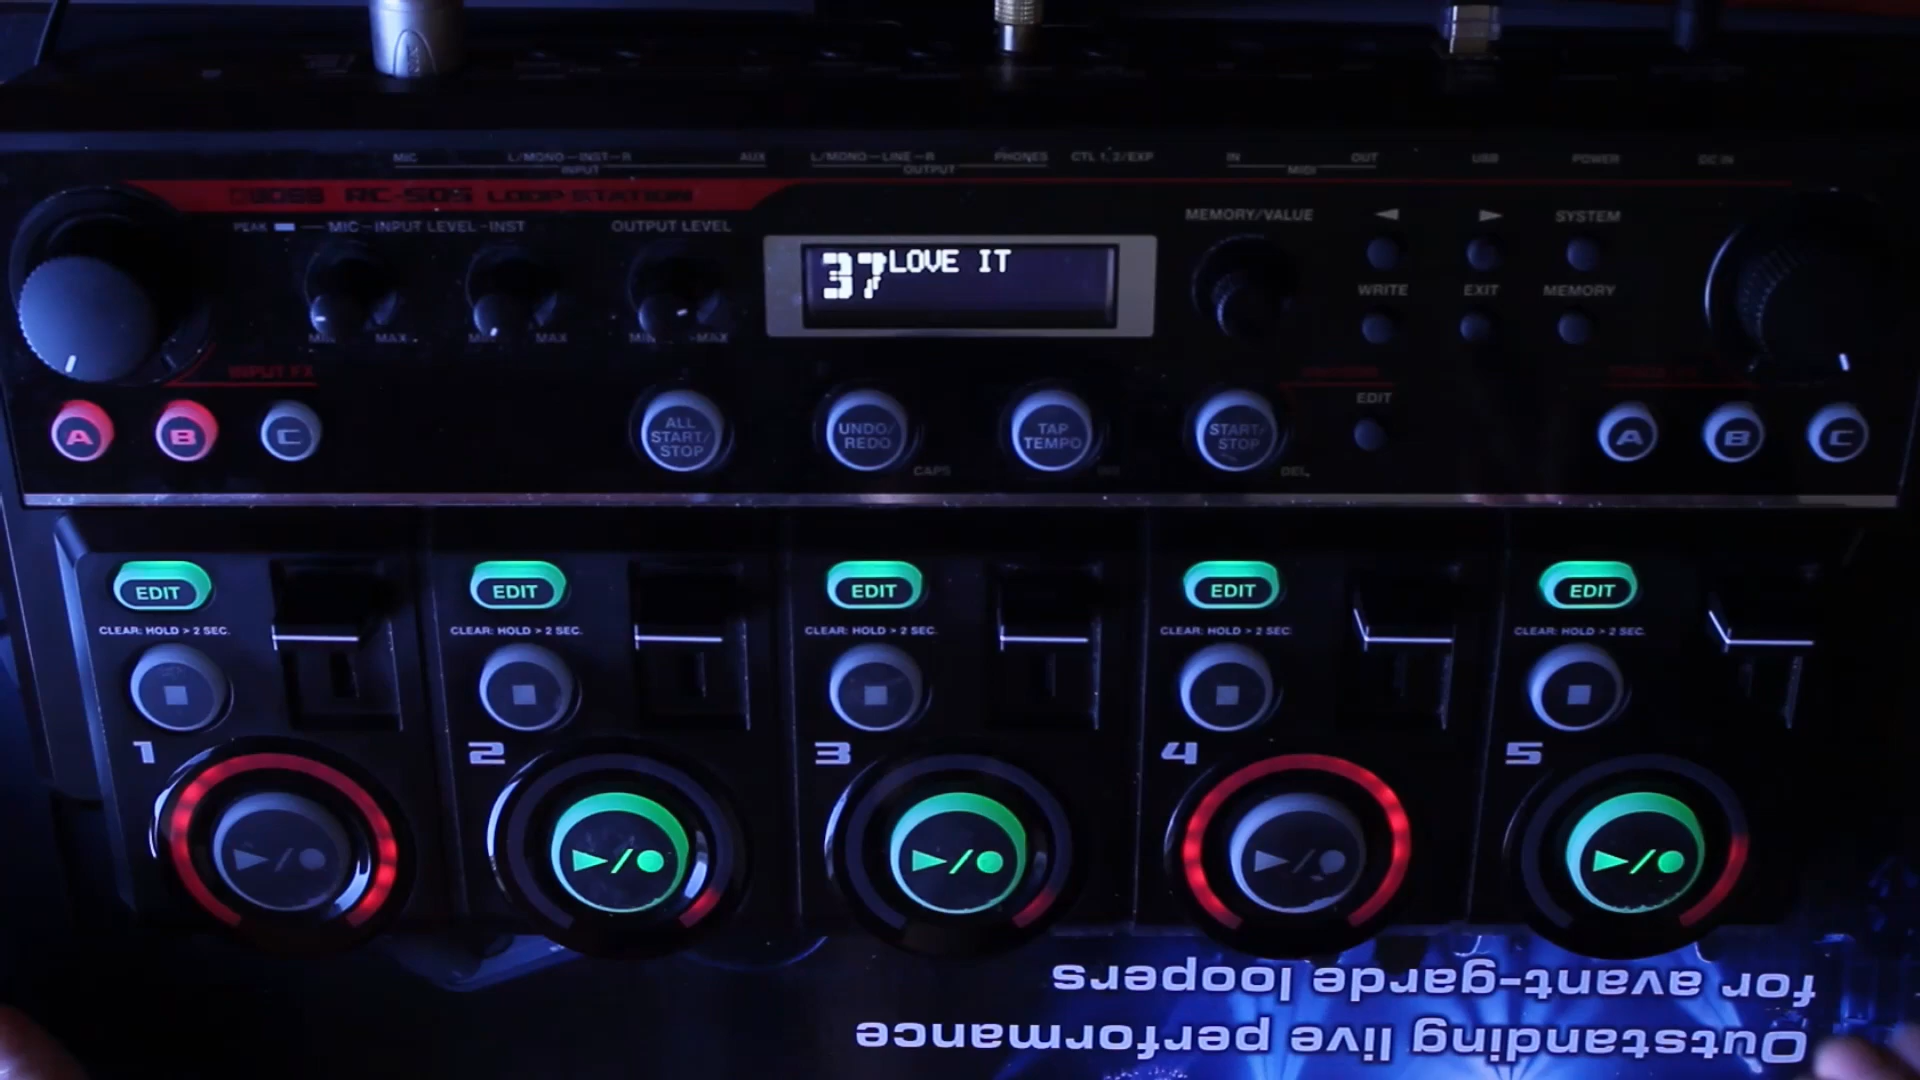 MIC L/MONO-INST-R AUX L/MONO-LINE-R PHONES CTL 1, 2/EXP IN OUT USB POWER DC IN
INPUT OUTPUT MIDI
BOSS RC-505 LOOP STATION
PEAK MIC-INPUT LEVEL-INST OUTPUT LEVEL MEMORY/VALUE ◄ ► SYSTEM
37 LOVE IT
WRITE EXIT MEMORY
MIN MAX MIN MAX MIN MAX
INPUT FX
EDIT
A B C ALL START/STOP UNDO/REDO TAP TEMPO START/STOP A B C
CAPS DEL
EDIT EDIT EDIT EDIT EDIT
CLEAR: HOLD > 2 SEC. CLEAR: HOLD > 2 SEC. CLEAR: HOLD > 2 SEC. CLEAR: HOLD > 2 SEC. CLEAR: HOLD > 2 SEC.
1 2 3 4 5
Outstanding live performance
for avant-garde loopers